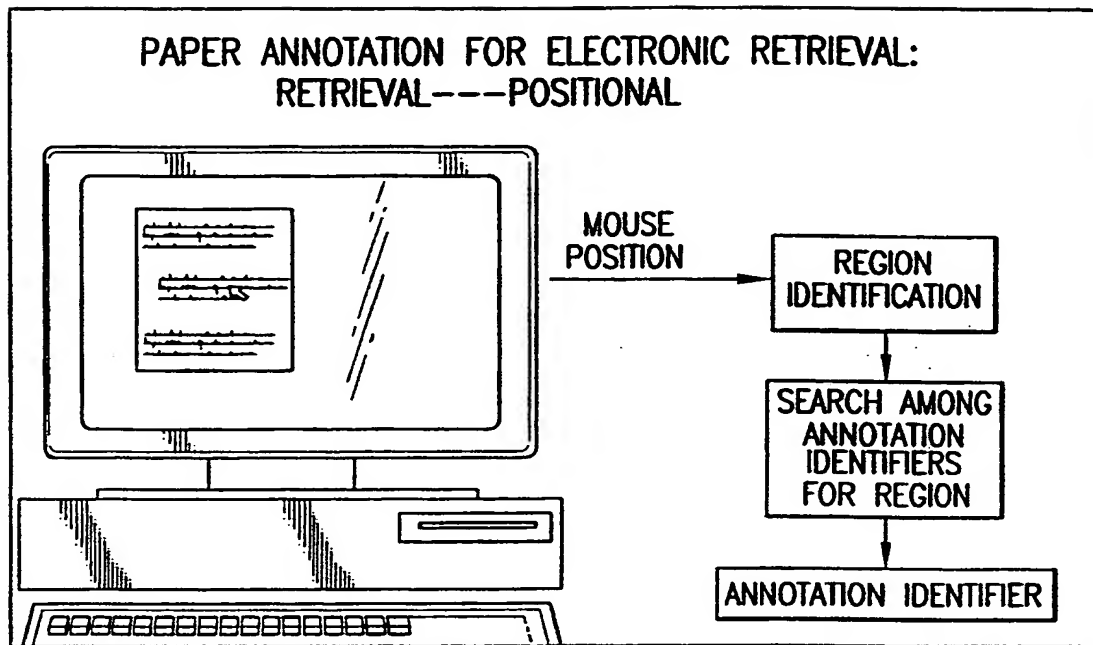 PAPER ANNOTATION FOR ELECTRONIC RETRIEVAL:
RETRIEVAL---POSITIONAL
MOUSE
POSITION
REGION
IDENTIFICATION
SEARCH AMONG
ANNOTATION
IDENTIFIERS
FOR REGION
ANNOTATION IDENTIFIER